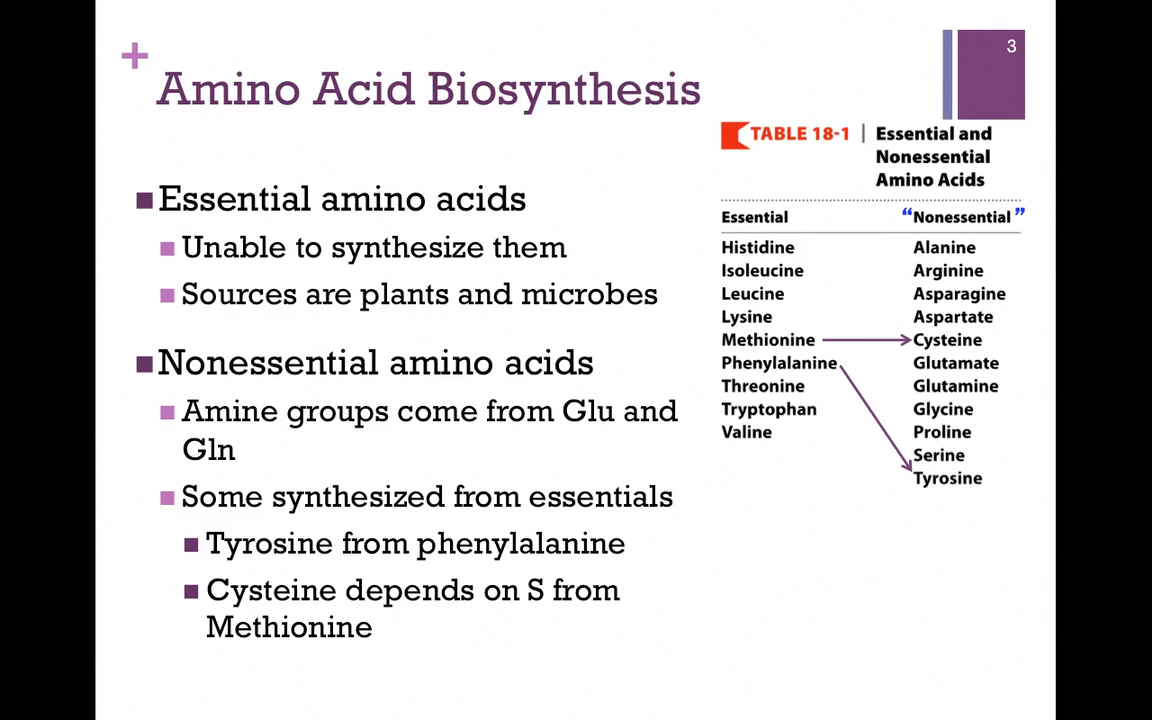 3
+
Amino Acid Biosynthesis
Essential amino acids
Unable to synthesize them
Sources are plants and microbes
Nonessential amino acids
Amine groups come from Glu and
Gln
Some synthesized from essentials
Tyrosine from phenylalanine
Cysteine depends on S from
Methionine
TABLE 18-1 | Essential and
Nonessential
Amino Acids
Essential “Nonessential”
Histidine Alanine
Isoleucine Arginine
Leucine Asparagine
Lysine Aspartate
Methionine Cysteine
Phenylalanine Glutamate
Threonine Glutamine
Tryptophan Glycine
Valine Proline
Serine
Tyrosine